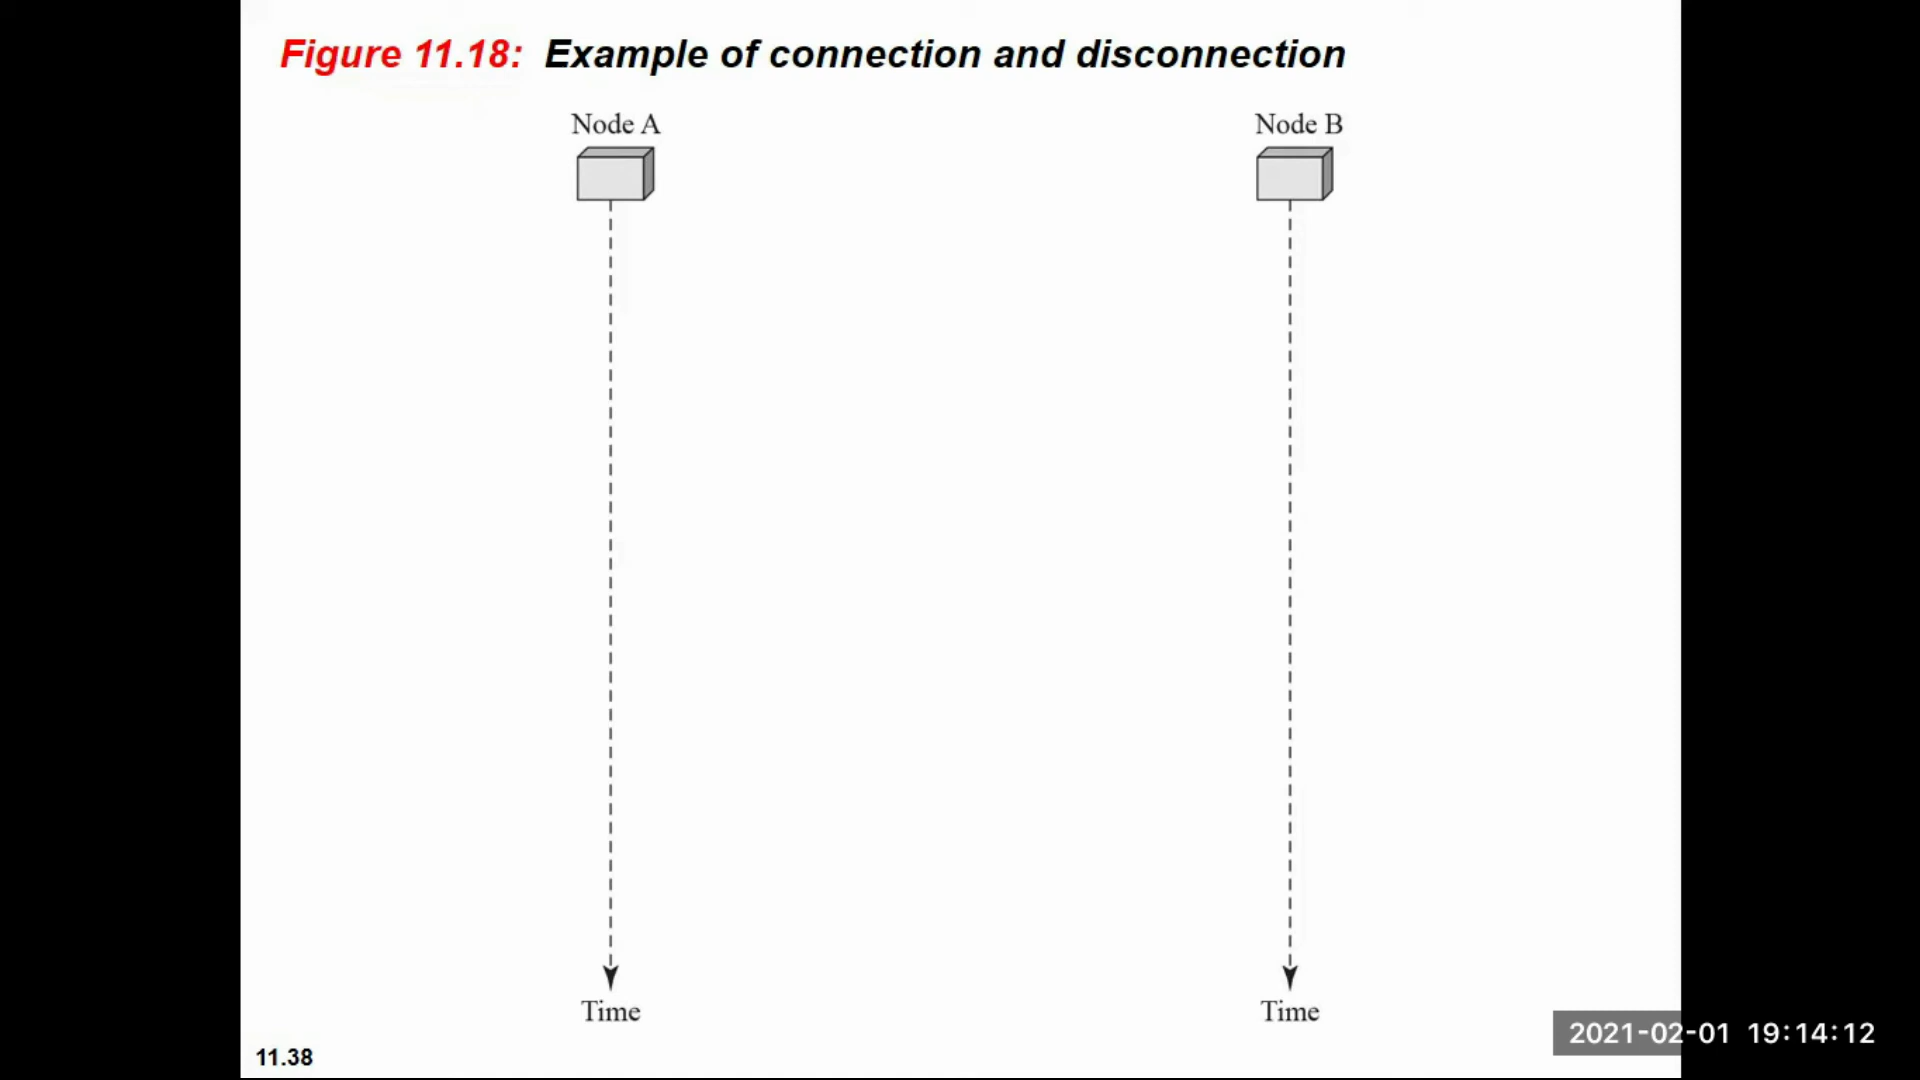 Figure 11.18: Example of connection and disconnection
Node A
Node B
Time
Time
2021-02-01 19:14:12
11.38